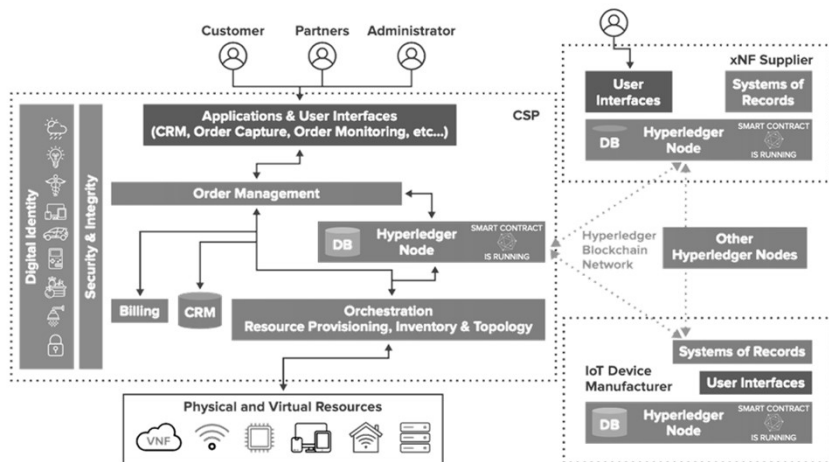 Customer
Partners
Administrator
Applications & User Interfaces
(CRM, Order Capture, Order Monitoring, etc...)
CSP
Digital Identity
Security & Integrity
Order Management
DB
Hyperledger
Node
SMART CONTRACT
IS RUNNING
Billing
CRM
Orchestration
Resource Provisioning, Inventory & Topology
Physical and Virtual Resources
VNF
xNF Supplier
User
Interfaces
Systems of
Records
DB
Hyperledger
Node
SMART CONTRACT
IS RUNNING
Hyperledger
Blockchain
Network
Other
Hyperledger Nodes
Systems of Records
IoT Device
Manufacturer
User Interfaces
DB
Hyperledger
Node
SMART CONTRACT
IS RUNNING